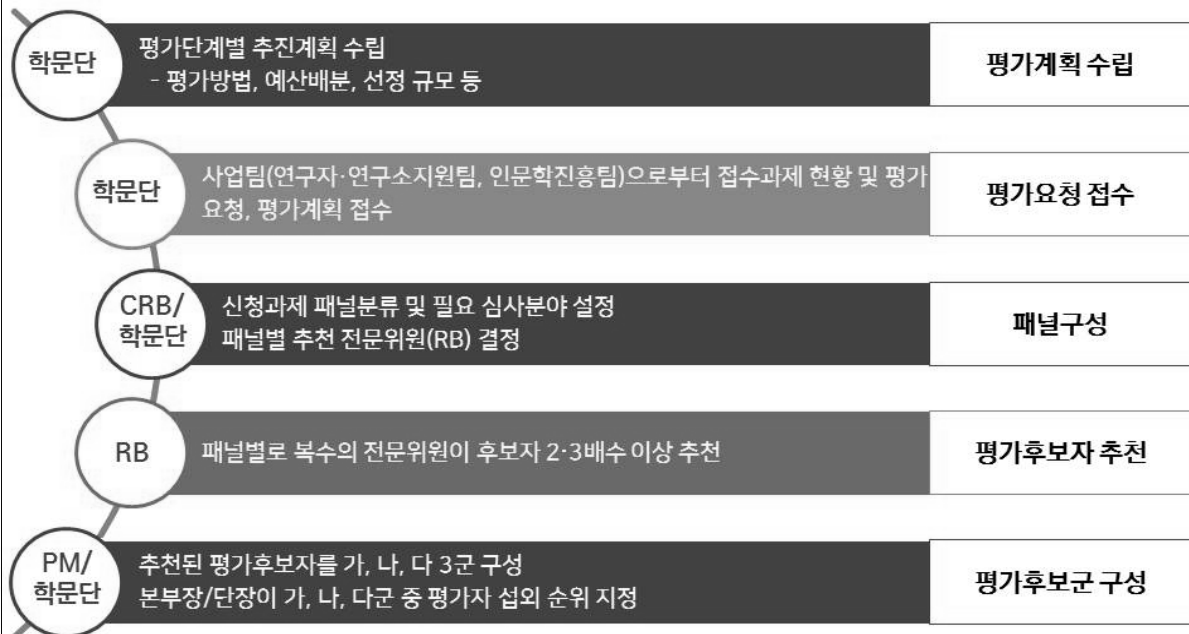 학문단
평가단계별 추진계획 수립
- 평가방법, 예산배분, 선정 규모 등
평가계획 수립
학문단
사업팀(연구자·연구소지원팀, 인문학진흥팀)으로부터 접수과제 현황 및 평가
요청, 평가계획 접수
평가요청 접수
CRB/
학문단
신청과제 패널분류 및 필요 심사분야 설정
패널별 추천 전문위원(RB) 결정
패널구성
RB
패널별로 복수의 전문위원이 후보자 2·3배수 이상 추천
평가후보자 추천
PM/
학문단
추천된 평가후보자를 가, 나, 다 3군 구성
본부장/단장이 가, 나, 다군 중 평가자 섭외 순위 지정
평가후보군 구성